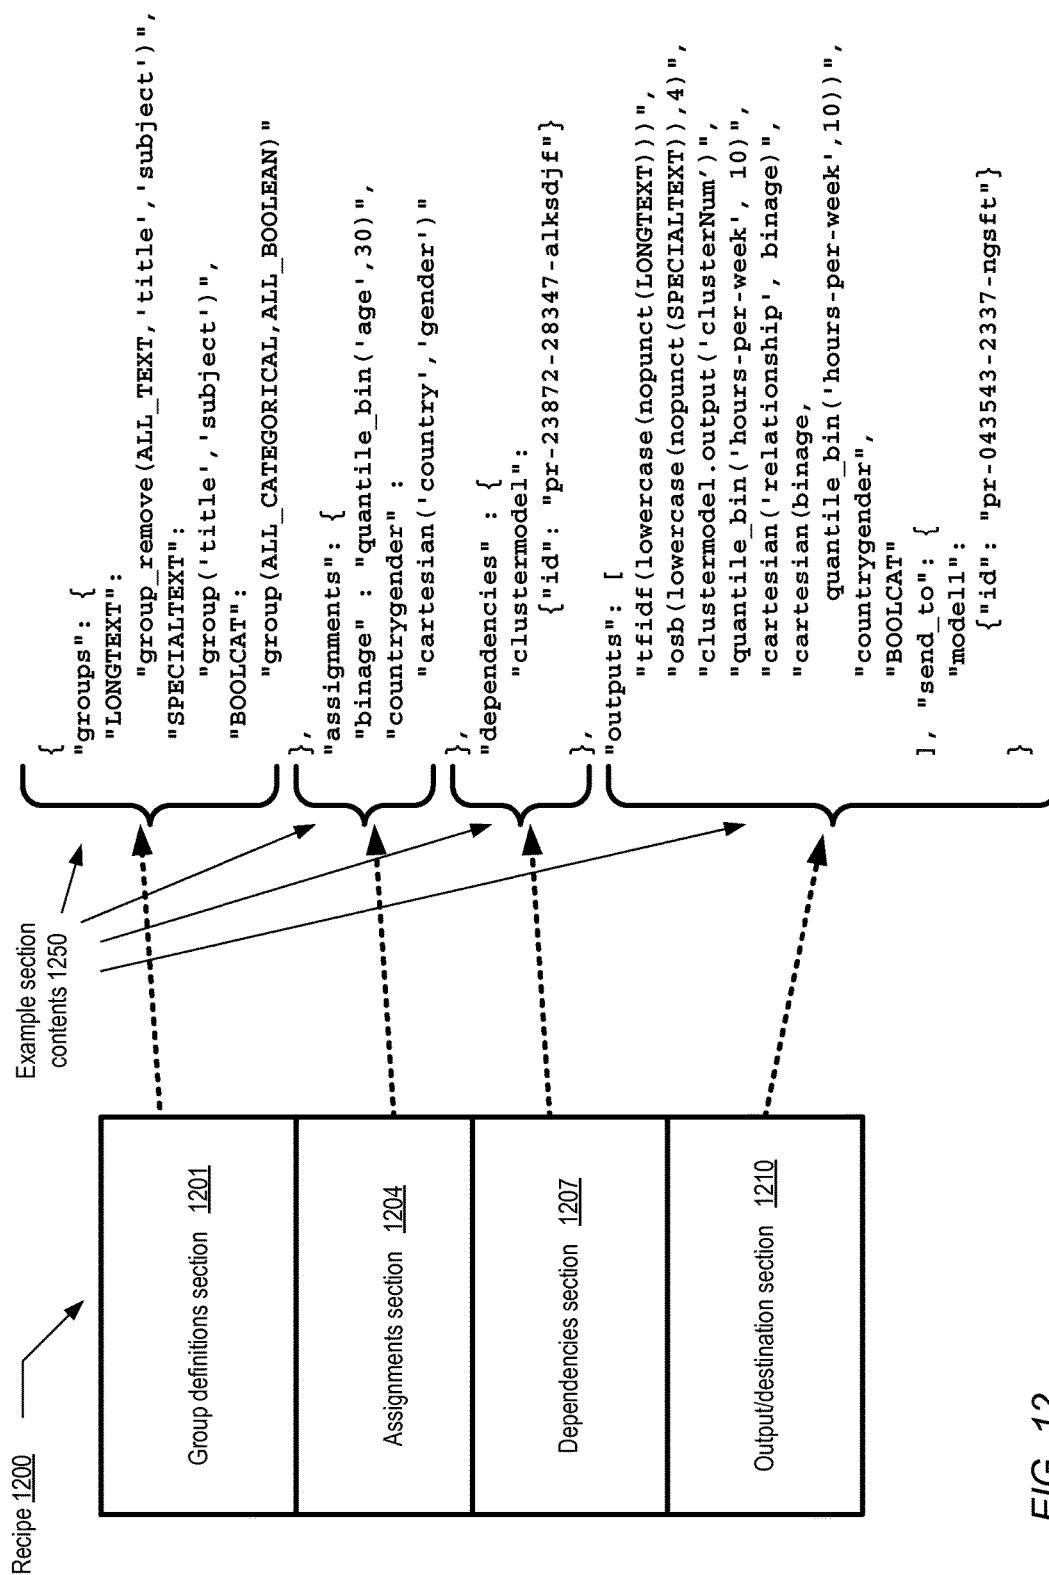 Recipe 1200
Group definitions section 1201
Assignments section 1204
Dependencies section 1207
Output/destination section 1210
Example section
contents 1250
{
"groups": {
"LONGTEXT":
"group_remove(ALL_TEXT,'title','subject')",
"SPECIALTEXT":
"group('title','subject')",
"BOOLCAT":
"group(ALL_CATEGORICAL,ALL_BOOLEAN)"
},
"assignments": {
"binage" : "quantile_bin('age',30)",
"countrygender" :
"cartesian('country','gender')"
},
"dependencies" : {
"clustermodel":
{"id": "pr-23872-28347-alksdjf"}
},
"outputs": [
"tfidf(lowercase(nopunct(LONGTEXT)))",
"osb(lowercase(nopunct(SPECIALTEXT)),4)",
"clustermodel.output('clusterNum')",
"quantile_bin('hours-per-week', 10)",
"cartesian('relationship', binage)",
"cartesian(binage,
quantile_bin('hours-per-week',10))",
"countrygender",
"BOOLCAT"
], "send_to": {
"model1":
{"id": "pr-043543-2337-ngsft"}
}
FIG. 12